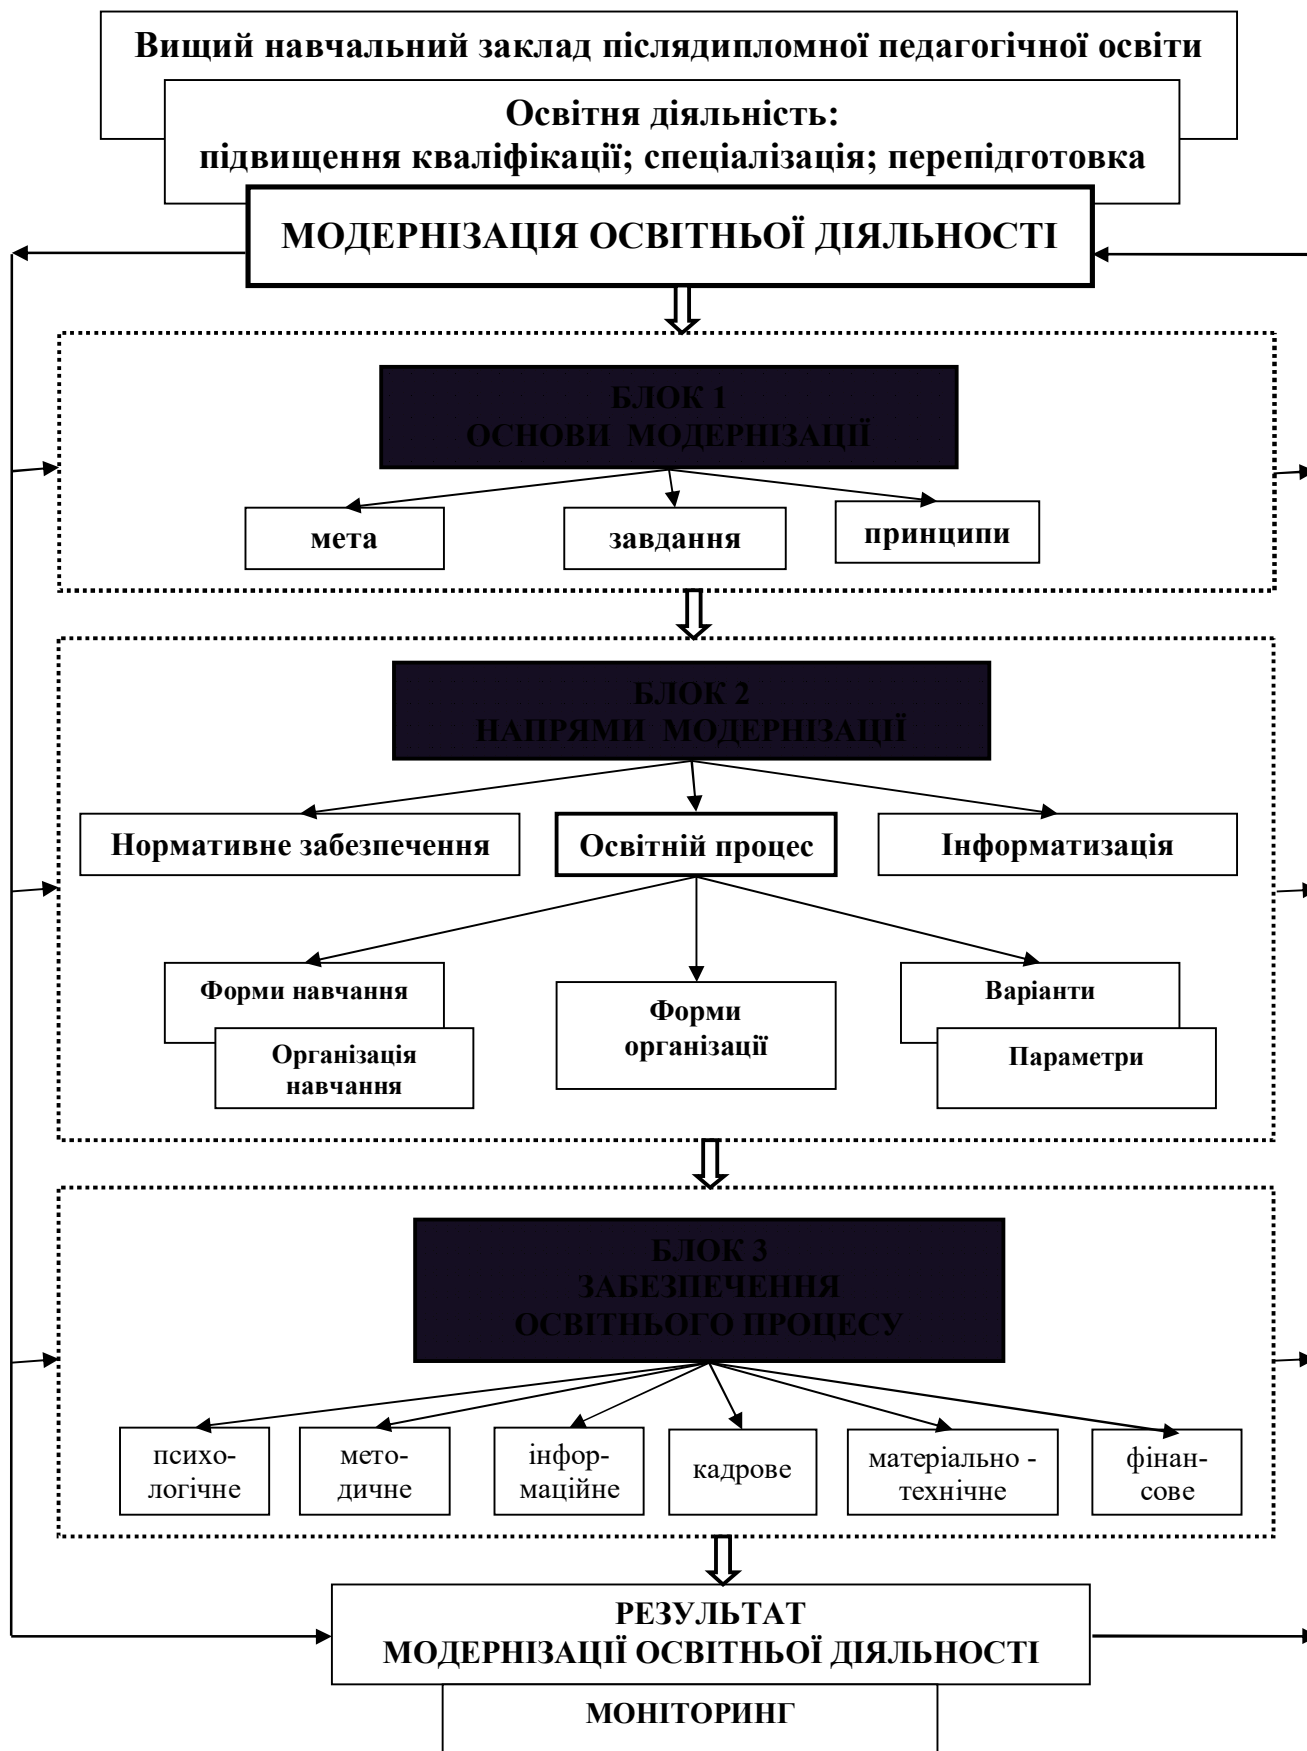 Вищий навчальний заклад післядипломної педагогічної освіти
Освітня діяльність:
підвищення кваліфікації; спеціалізація; перепідготовка
МОДЕРНІЗАЦІЯ ОСВІТНЬОЇ ДІЯЛЬНОСТІ
БЛОК 1
ОСНОВИ МОДЕРНІЗАЦІЇ
мета
завдання
принципи
БЛОК 2
НАПРЯМИ МОДЕРНІЗАЦІЇ
Нормативне забезпечення
Освітній процес
Інформатизація
Форми навчання
Організація
навчання
Форми
організації
Варіанти
Параметри
БЛОК 3
ЗАБЕЗПЕЧЕННЯ
ОСВІТНЬОГО ПРОЦЕСУ
психо-
логічне
мето-
дичне
інфор-
маційне
кадрове
матеріально -
технічне
фінан-
сове
РЕЗУЛЬТАТ
МОДЕРНІЗАЦІЇ ОСВІТНЬОЇ ДІЯЛЬНОСТІ
МОНІТОРИНГ